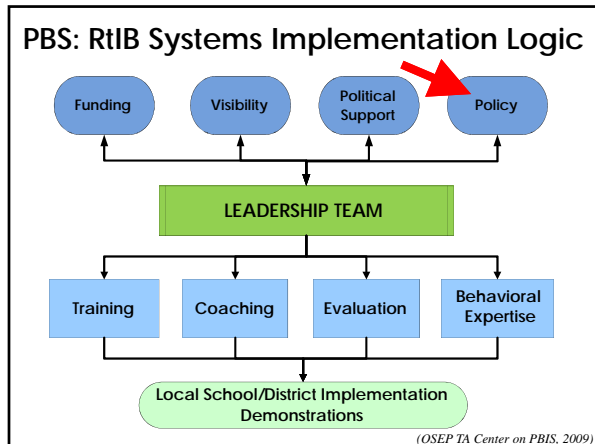 PBS: RtIB Systems Implementation Logic
Funding
Visibility
Political
Support
Policy
LEADERSHIP TEAM
Training
Coaching
Evaluation
Behavioral
Expertise
Local School/District Implementation
Demonstrations
(OSEP TA Center on PBIS, 2009)